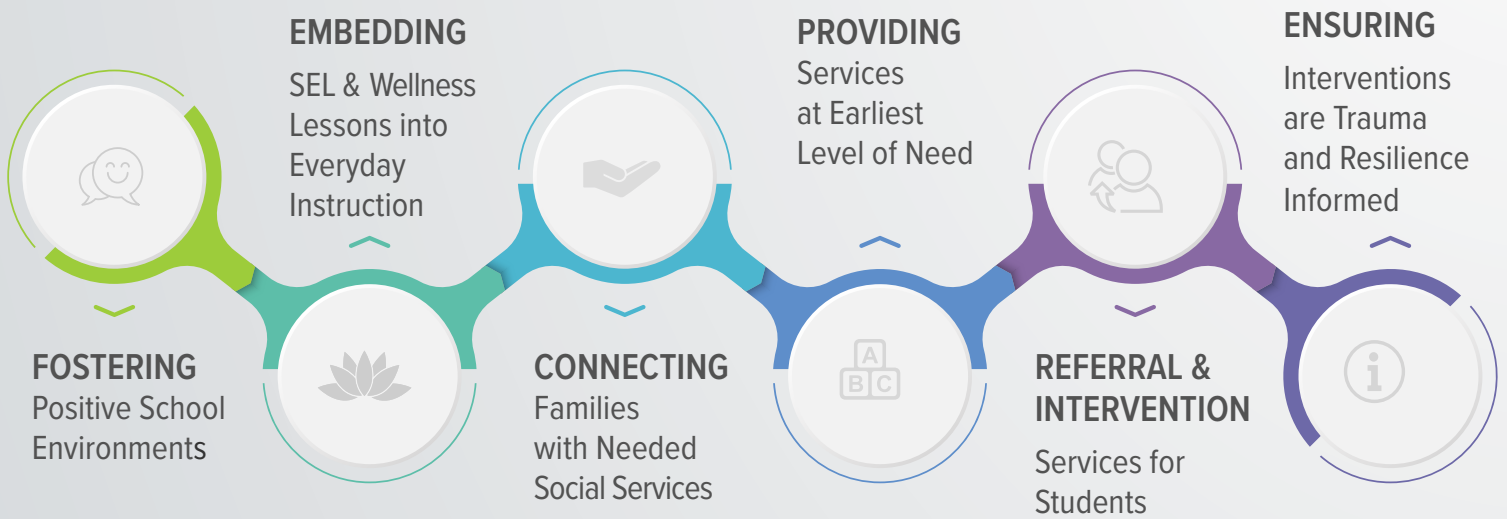 FOSTERING
Positive School
Environments
EMBEDDING
SEL & Wellness
Lessons into
Everyday
Instruction
CONNECTING
Families
with Needed
Social Services
PROVIDING
Services
at Earliest
Level of Need
A
B C
REFERRAL &
INTERVENTION
Services for
Students
ENSURING
Interventions
are Trauma
and Resilience
Informed
i